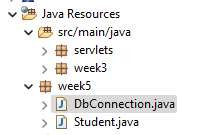 Java Resources
src/main/java
servlets
week3
week5
DbConnection.java
Student.java